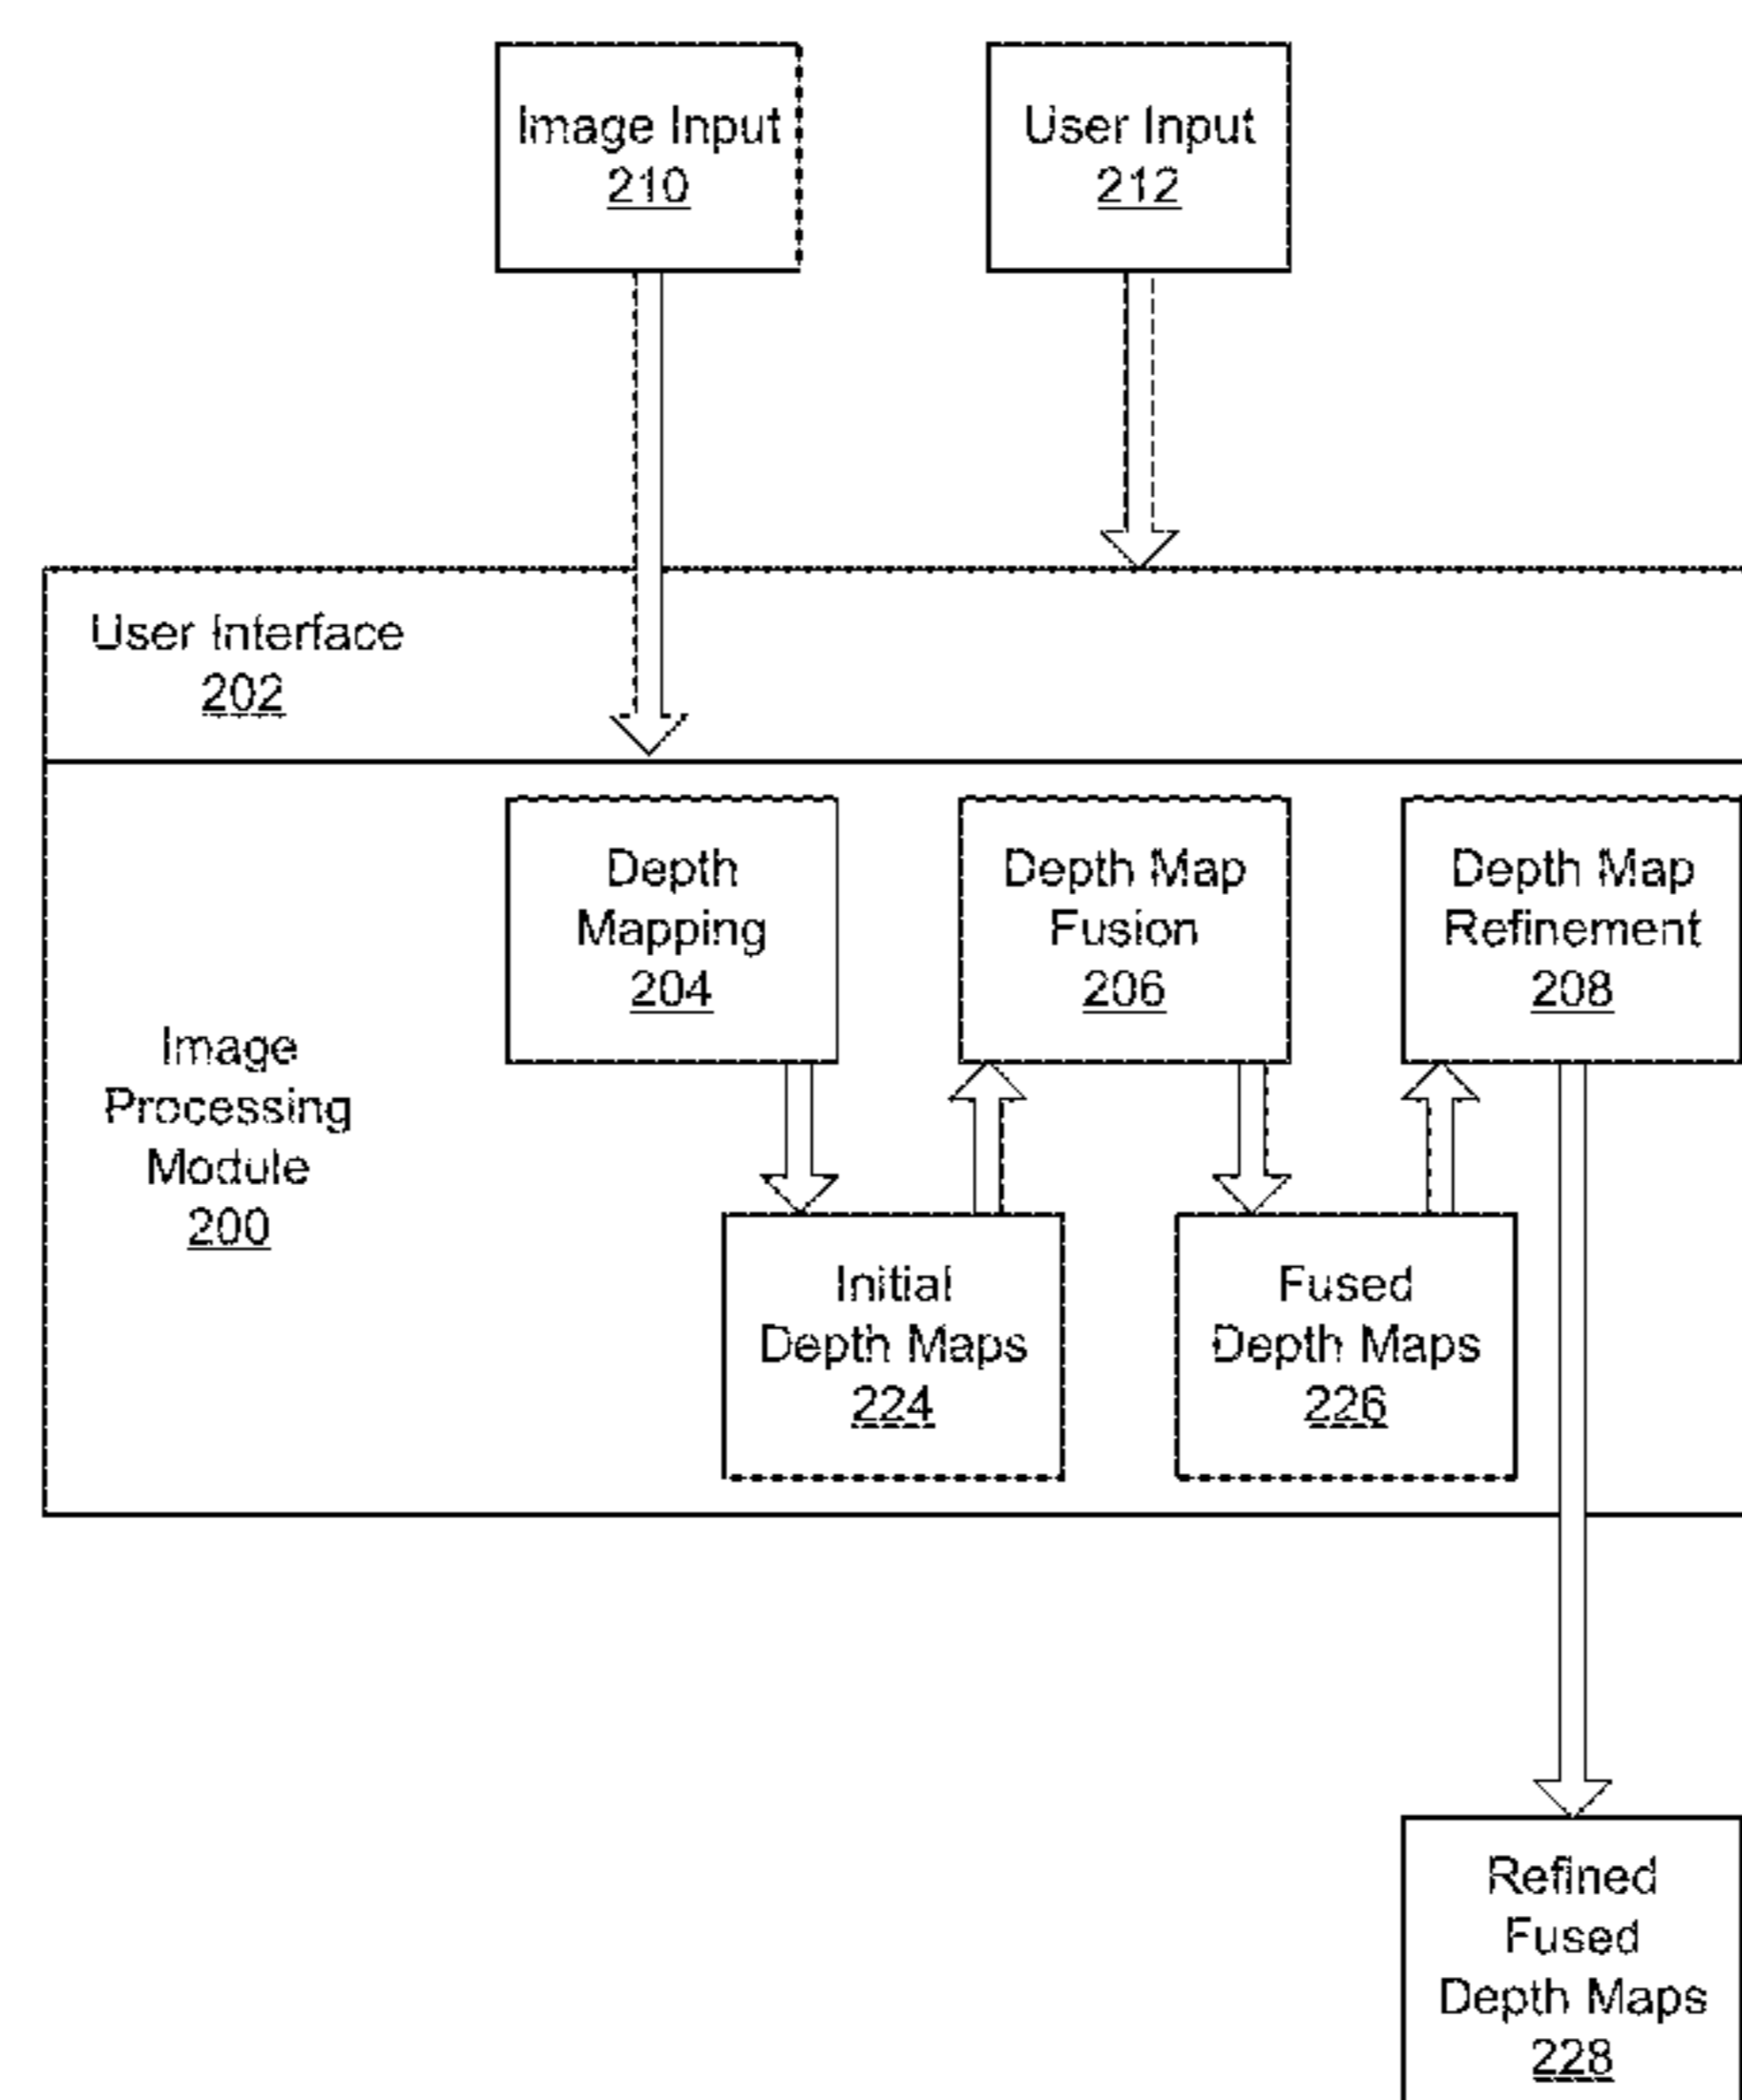 Image Input
210
User Input
212
User Interface
202
Image
Processing
Module
200
Depth
Mapping
204
Depth Map
Fusion
206
Depth Map
Refinement
208
Initial
Depth Maps
224
Fused
Depth Maps
226
Refined
Fused
Depth Maps
228